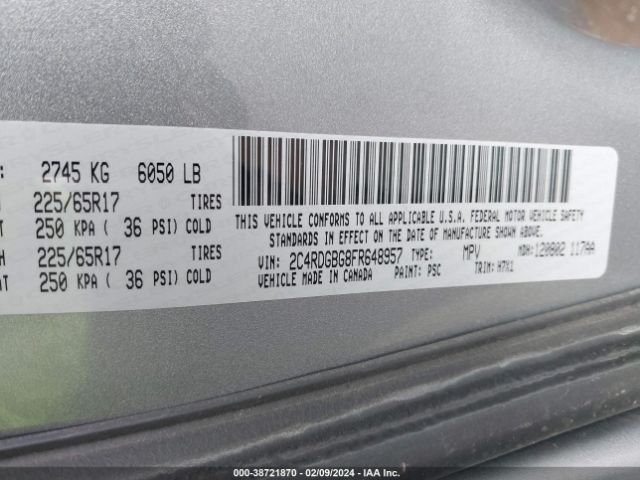 2745 KG 6050 LB
225/65R17 TIRES
250 KPA ( 36 PSI) COLD
225/65R17 TIRES
250 KPA ( 36 PSI) COLD
THIS VEHICLE CONFORMS TO ALL APPLICABLE U.S.A. FEDERAL MOTOR VEHICLE SAFETY
STANDARDS IN EFFECT ON THE DATE OF MANUFACTURE SHOWN ABOVE.
VIN: 2C4RDGBG8FR648957 TYPE: MPV MDH: 120802 117AA
VEHICLE MADE IN CANADA PAINT: PSC TRIM: H7X1
000-38721870 - 02/09/2024 - IAA Inc.